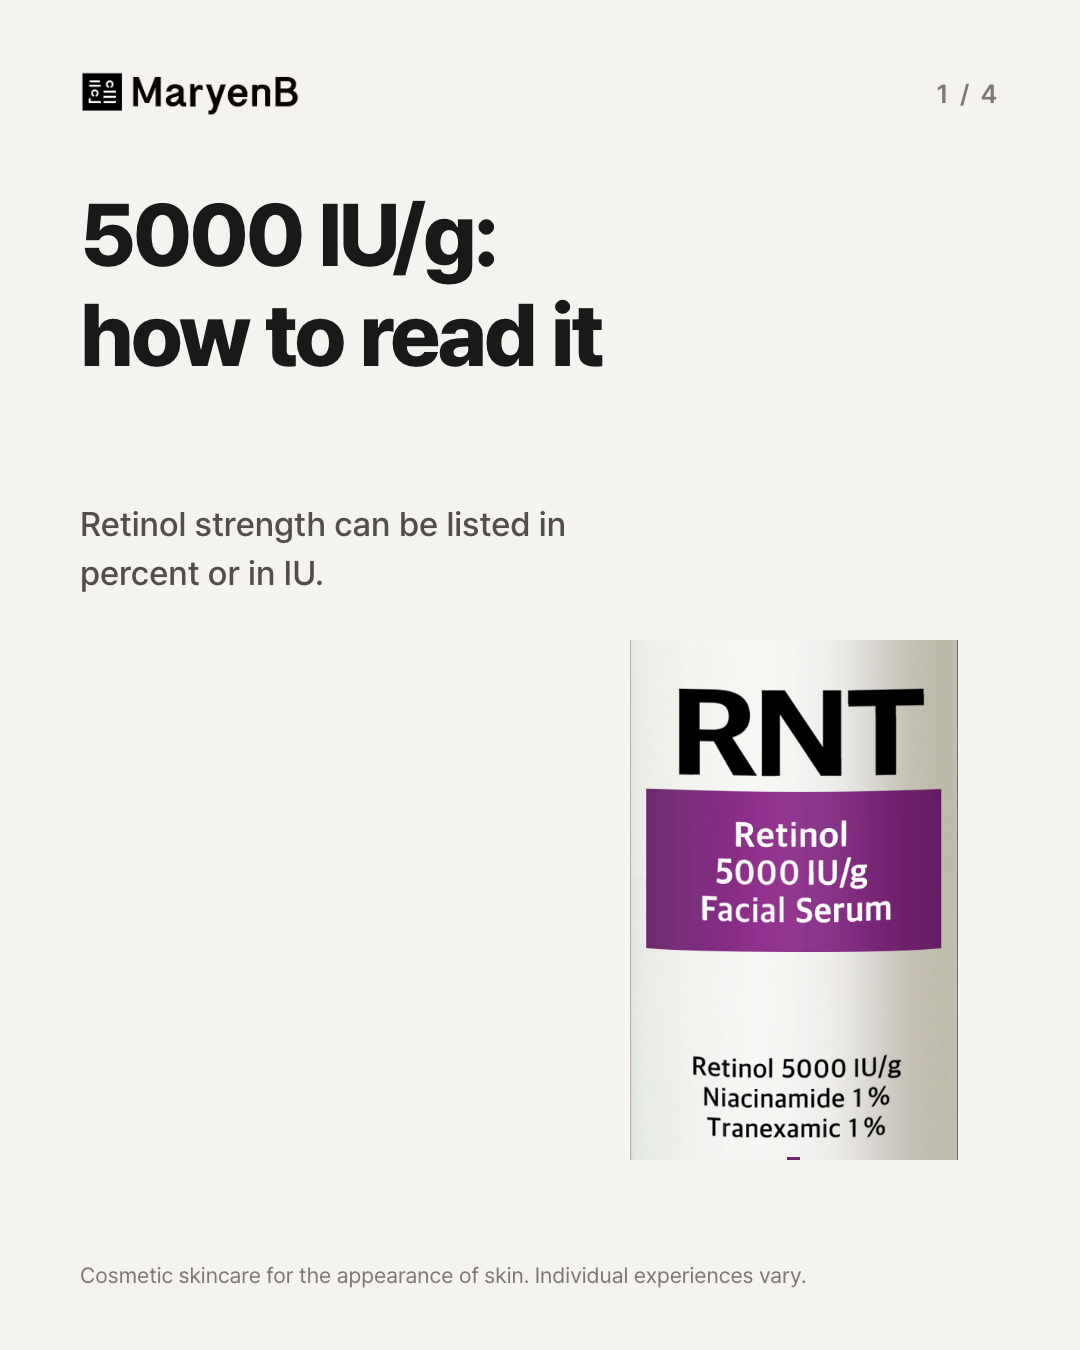 MaryenB
1 / 4
5000 IU/g:
how to read it
Retinol strength can be listed in
percent or in IU.
RNT
Retinol
5000 IU/g
Facial Serum
Retinol 5000 IU/g
Niacinamide 1%
Tranexamic 1%
Cosmetic skincare for the appearance of skin. Individual experiences vary.